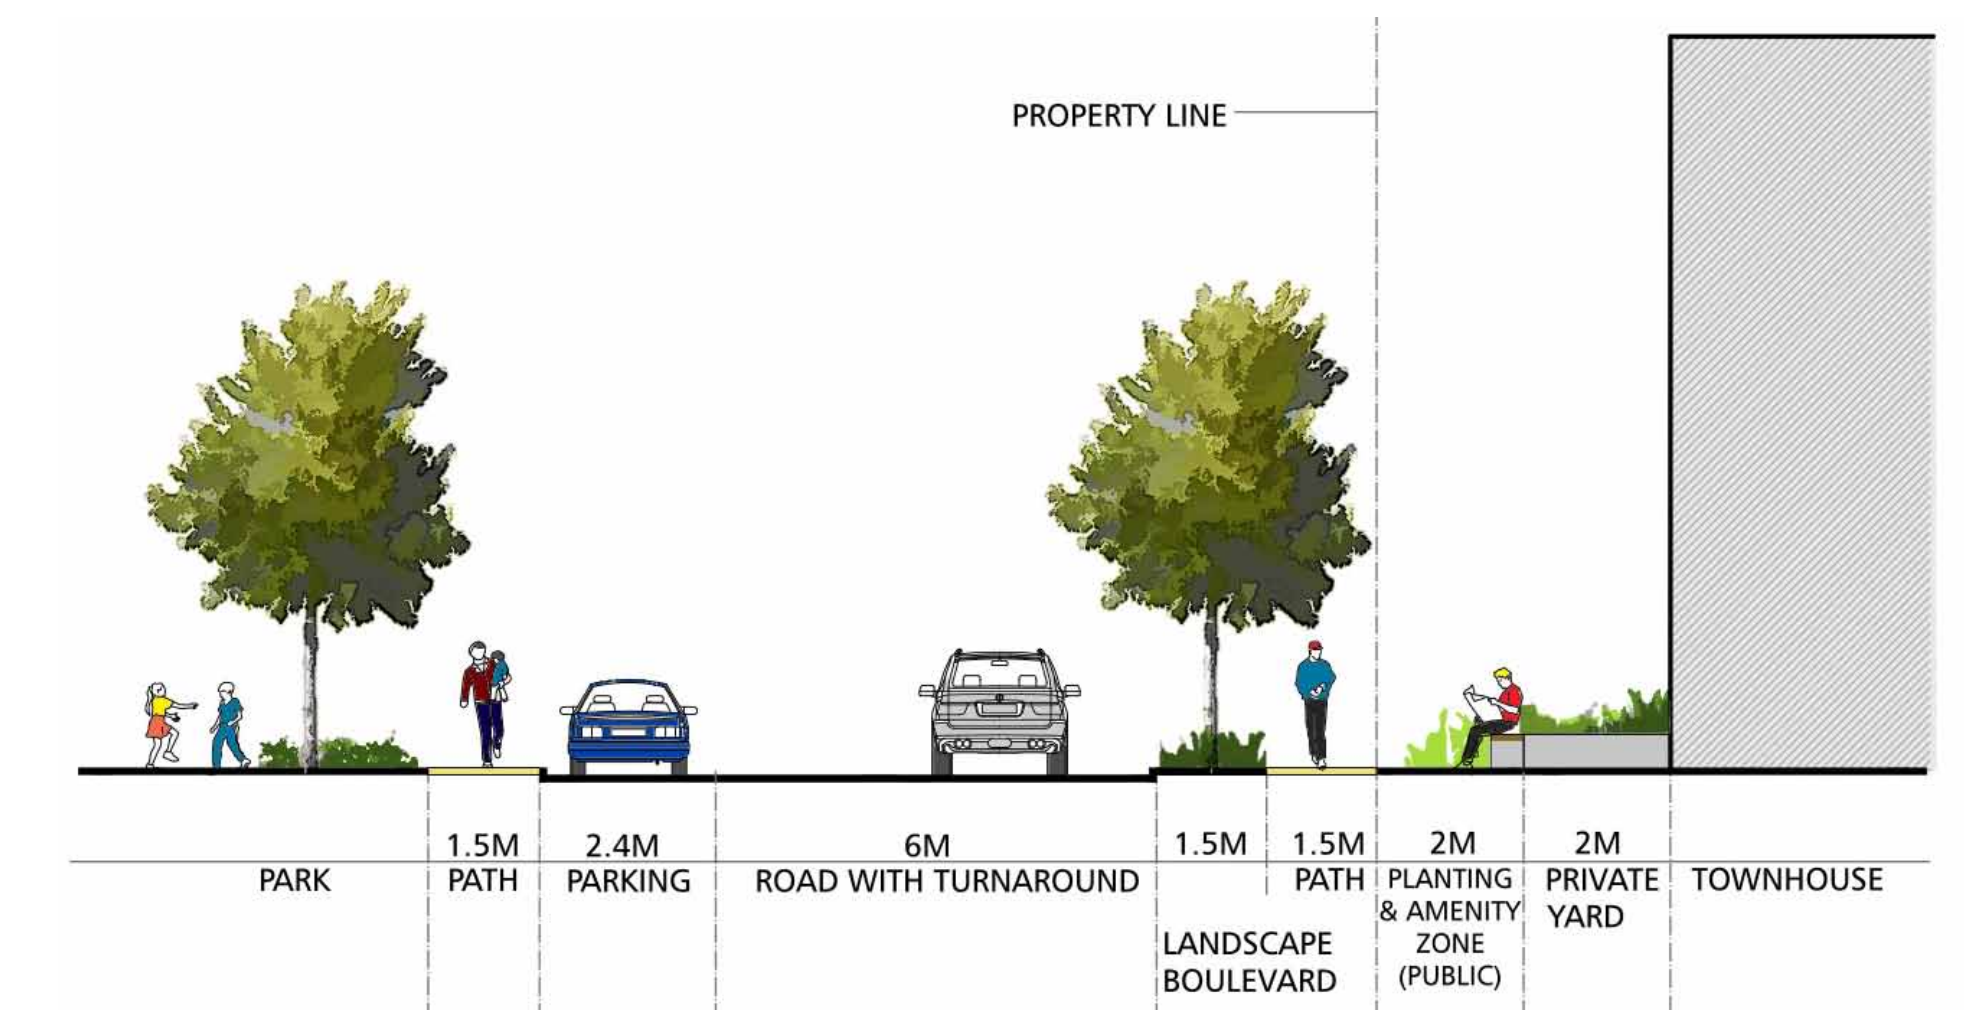 PROPERTY LINE
1.5M 2.4M 6M 1.5M 1.5M 2M 2M
PARK PATH PARKING ROAD WITH TURNAROUND PATH PLANTING PRIVATE TOWNHOUSE
& AMENITY YARD
LANDSCAPE ZONE
BOULEVARD (PUBLIC)